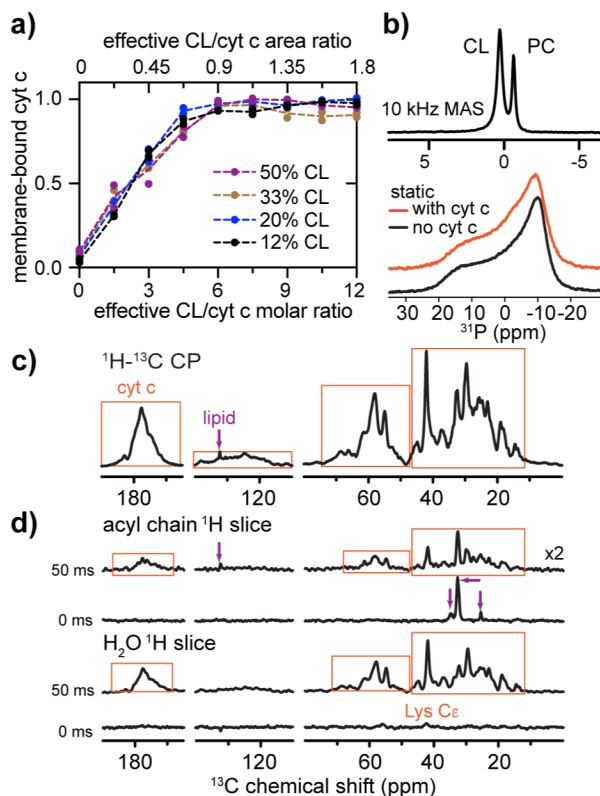 a)
effective CL/cyt c area ratio
0 0.45 0.9 1.35 1.8
membrane-bound cyt c
1.0
0.5
0.0
50% CL
33% CL
20% CL
12% CL
0 3 6 9 12
effective CL/cyt c molar ratio
b)
CL PC
10 kHz MAS
5 0 -5
static
with cyt c
no cyt c
30 20 10 0 -10 -20
³¹P (ppm)
c)
¹H-¹³C CP
cyt c
lipid
180 120 60 40 20
d)
acyl chain ¹H slice
x2
50 ms
0 ms
H₂O ¹H slice
50 ms
Lys Cε
0 ms
180 120 60 40 20
¹³C chemical shift (ppm)